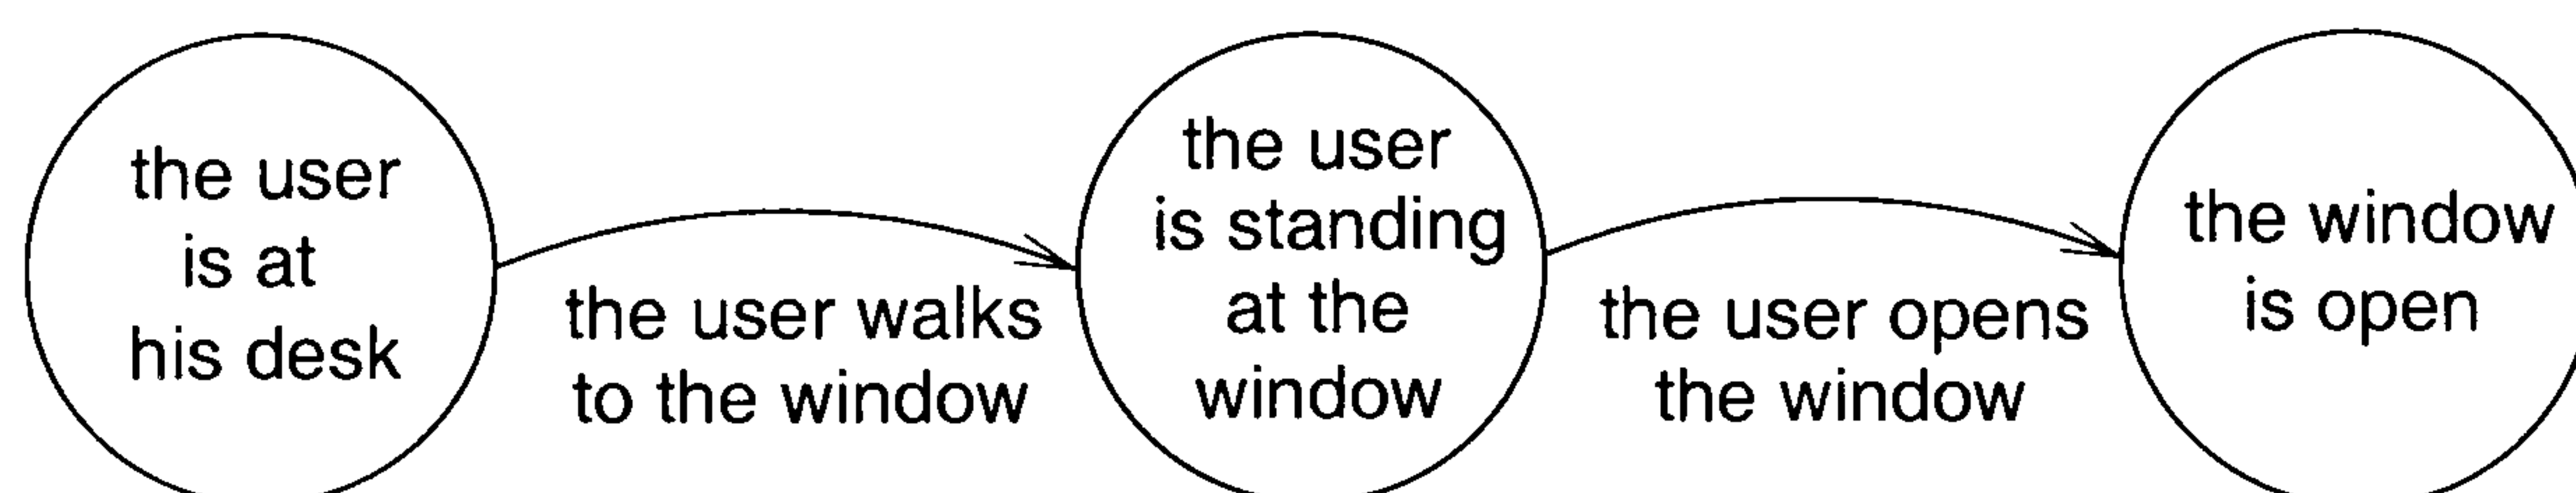 the user
is at
his desk
the user walks
to the window
the user
is standing
at the
window
the user opens
the window
the window
is open